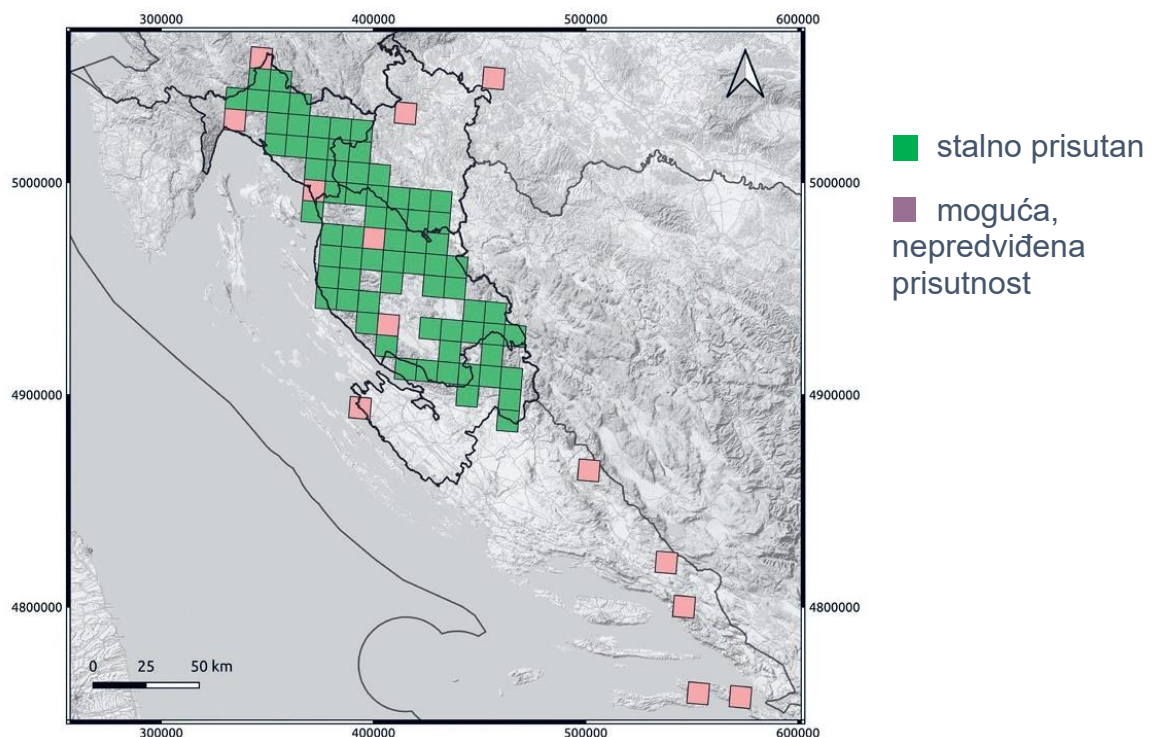 300000 400000 500000 600000
5000000 5000000
4900000 4900000
4800000 4800000
0 25 50 km
300000 400000 500000 600000
stalno prisutan
moguća,
nepredviđena
prisutnost